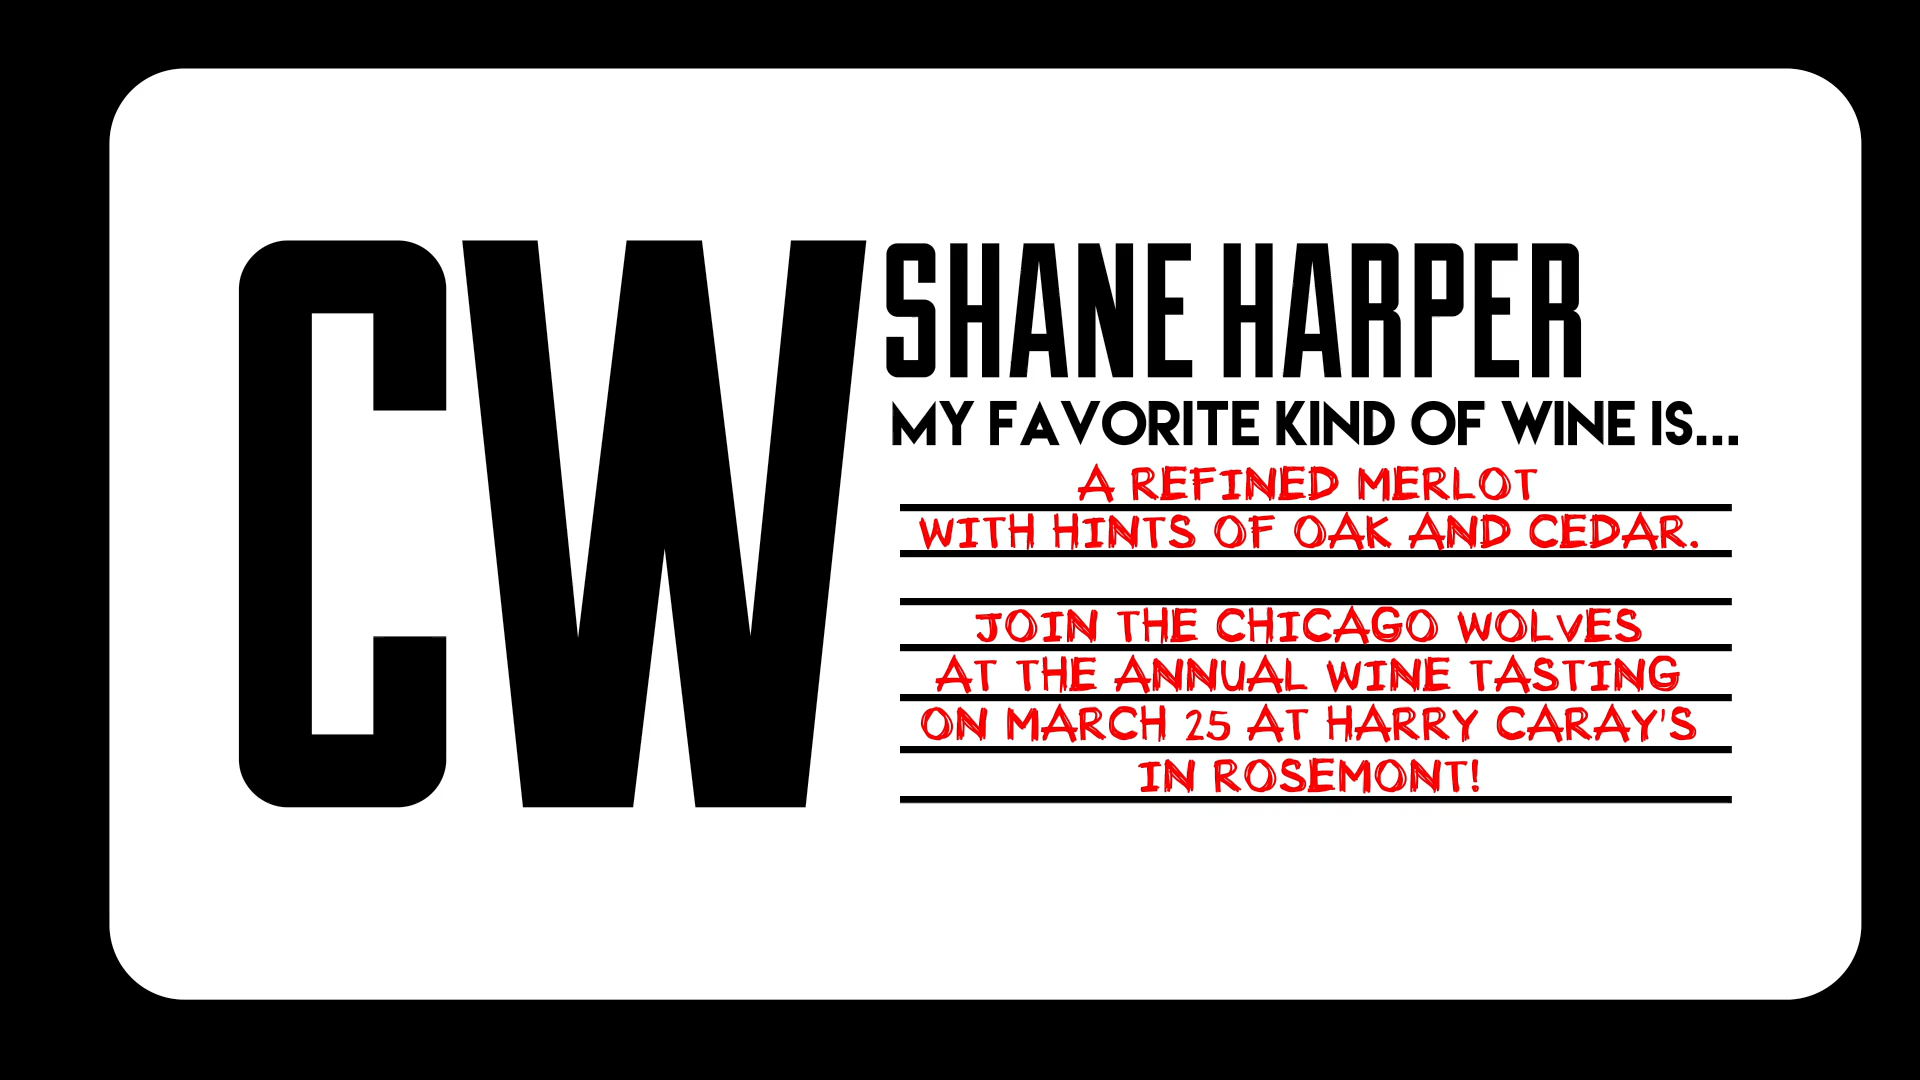 CW
SHANE HARPER
MY FAVORITE KIND OF WINE IS...
A REFINED MERLOT
WITH HINTS OF OAK AND CEDAR.
JOIN THE CHICAGO WOLVES
AT THE ANNUAL WINE TASTING
ON MARCH 25 AT HARRY CARAY'S
IN ROSEMONT!